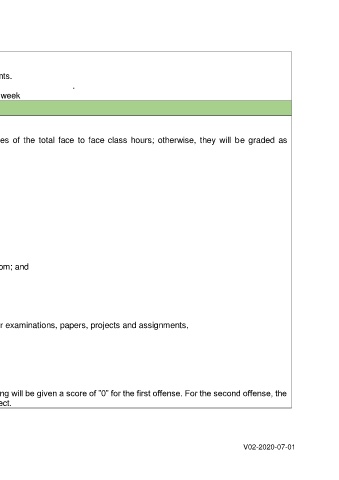 nts.
week
es of the total face to face class hours; otherwise, they will be graded as
om; and
r examinations, papers, projects and assignments,
ng will be given a score of "0" for the first offense. For the second offense, the
ect.
V02-2020-07-01